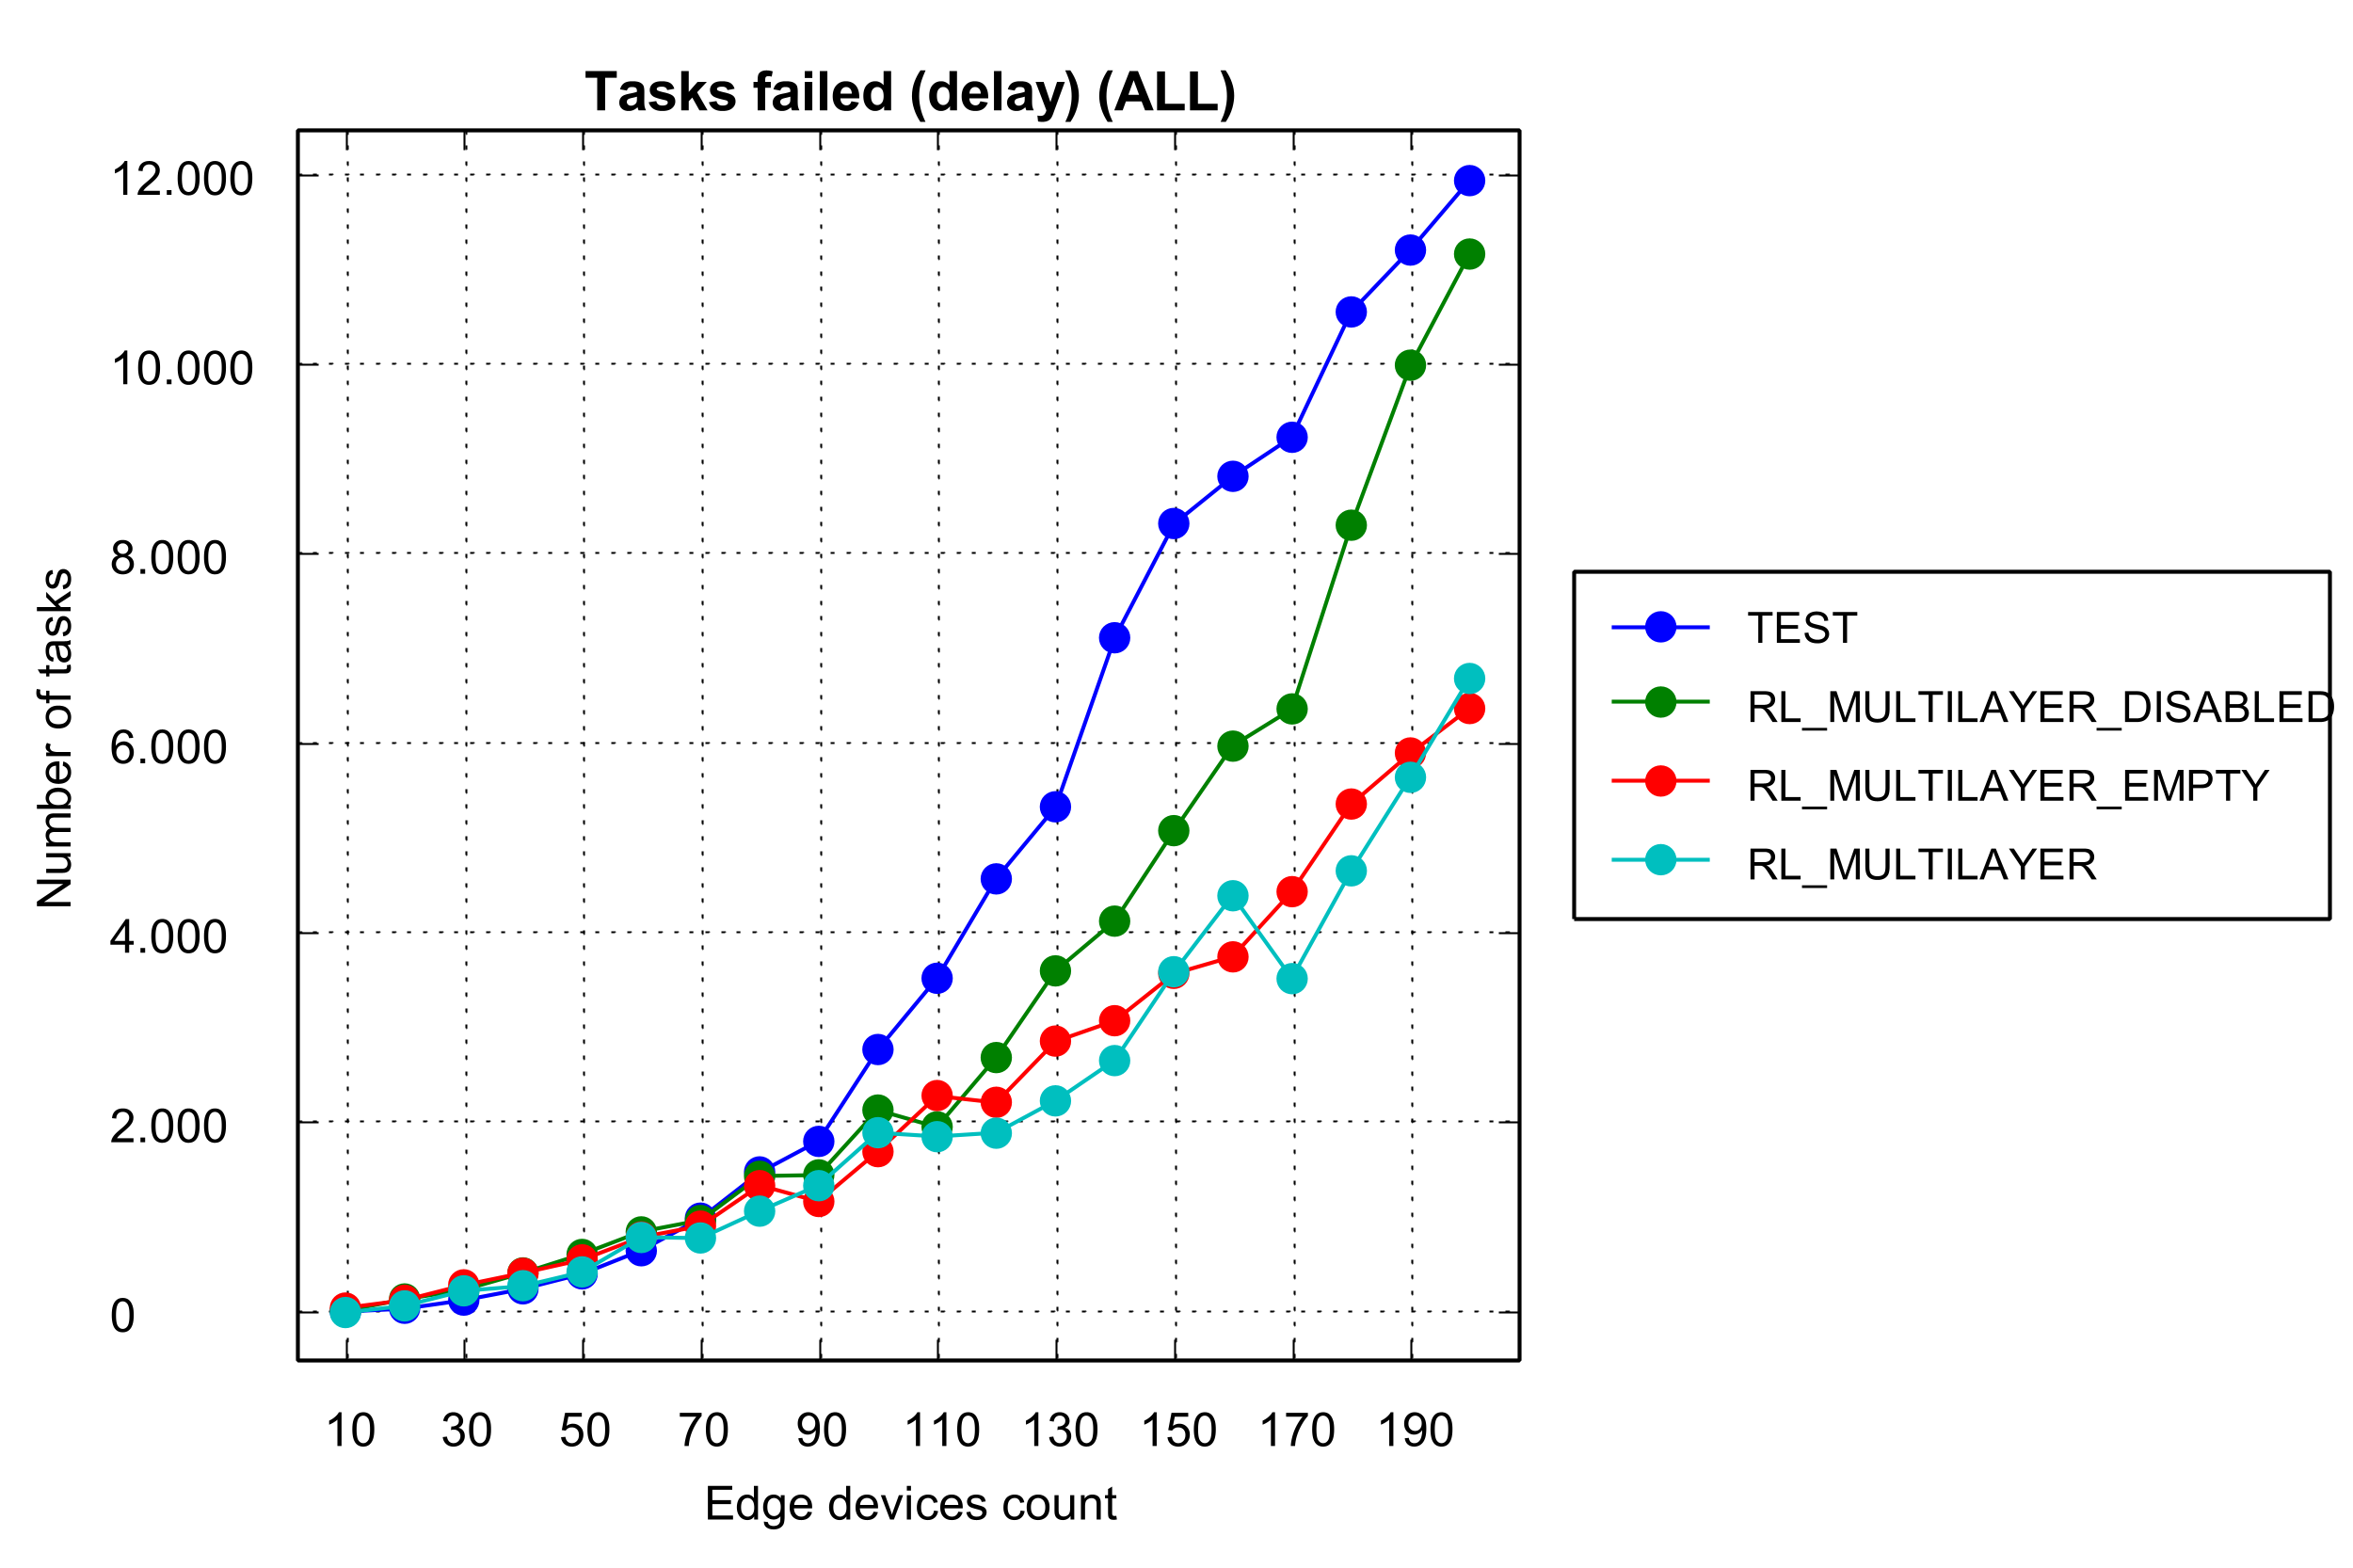 Tasks failed (delay) (ALL)
12.000
10.000
8.000
6.000
4.000
2.000
0
Number of tasks
10 30 50 70 90 110 130 150 170 190
Edge devices count
TEST
RL_MULTILAYER_DISABLED
RL_MULTILAYER_EMPTY
RL_MULTILAYER